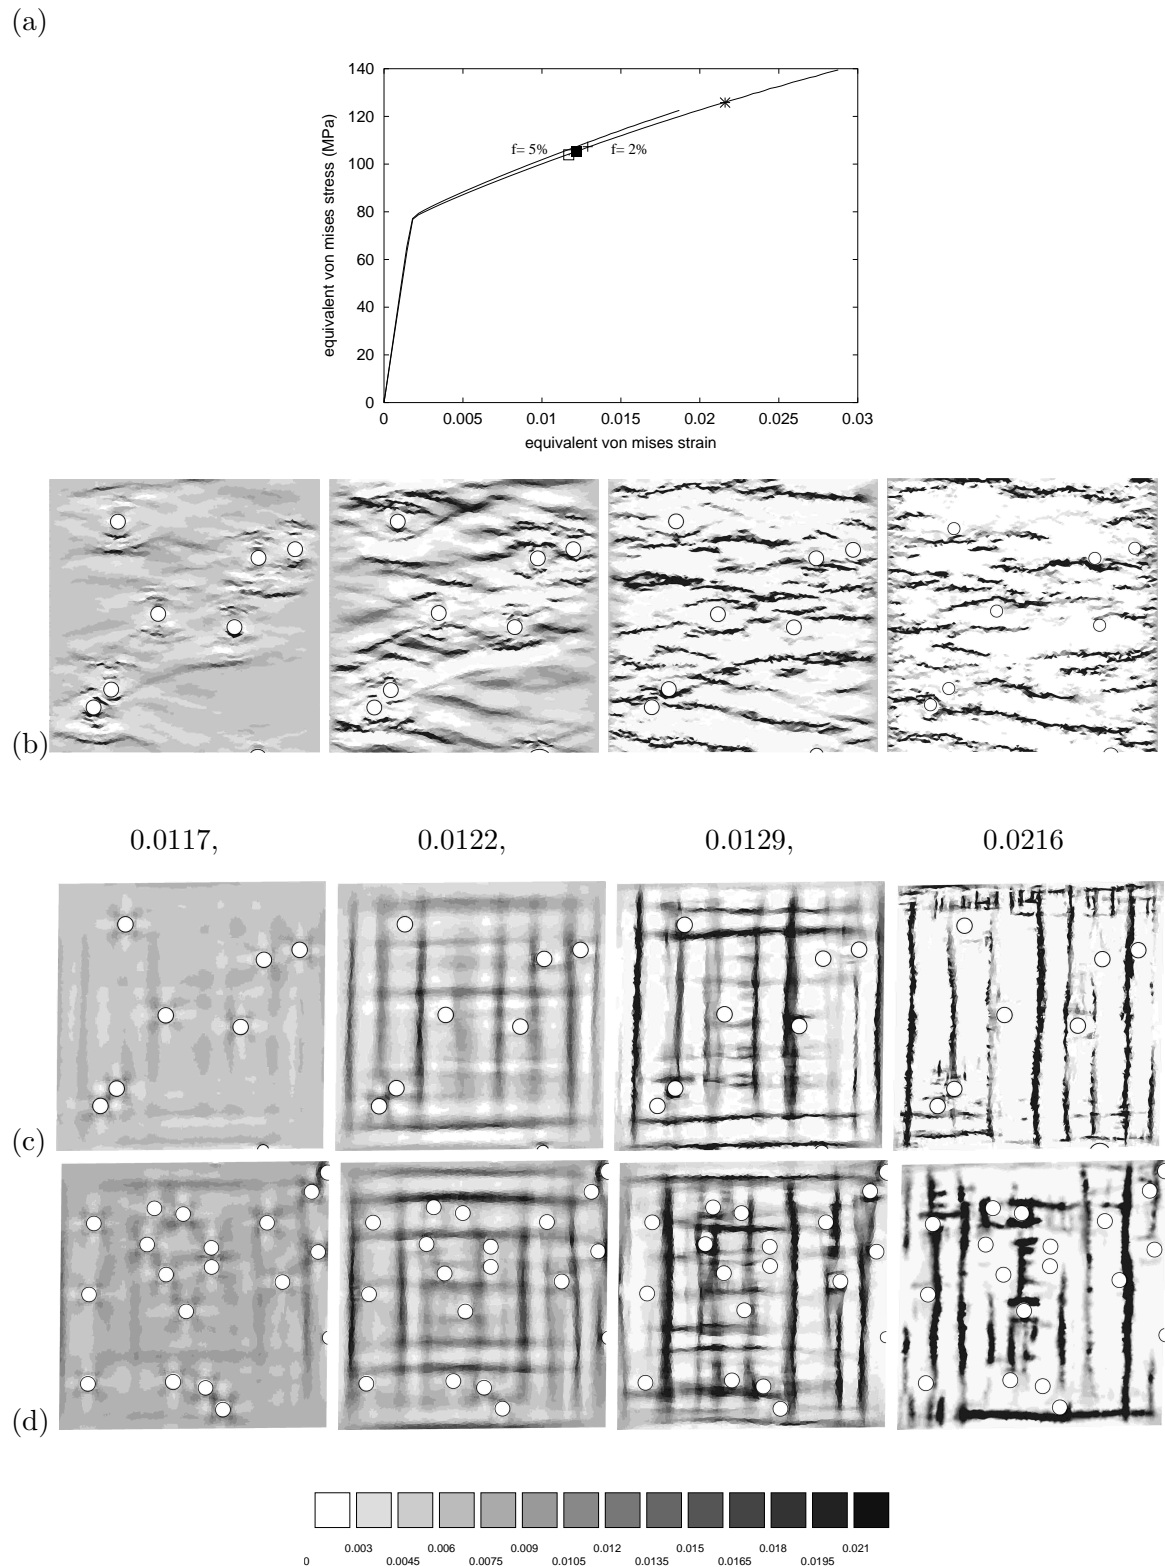 (a)
140
120
100
80
60
40
20
0
equivalent von mises stress (MPa)
f= 5%
f= 2%
0 0.005 0.01 0.015 0.02 0.025 0.03
equivalent von mises strain
(b)
0.0117, 0.0122, 0.0129, 0.0216
(c)
(d)
0.003 0.006 0.009 0.012 0.015 0.018 0.021
0 0.0045 0.0075 0.0105 0.0135 0.0165 0.0195